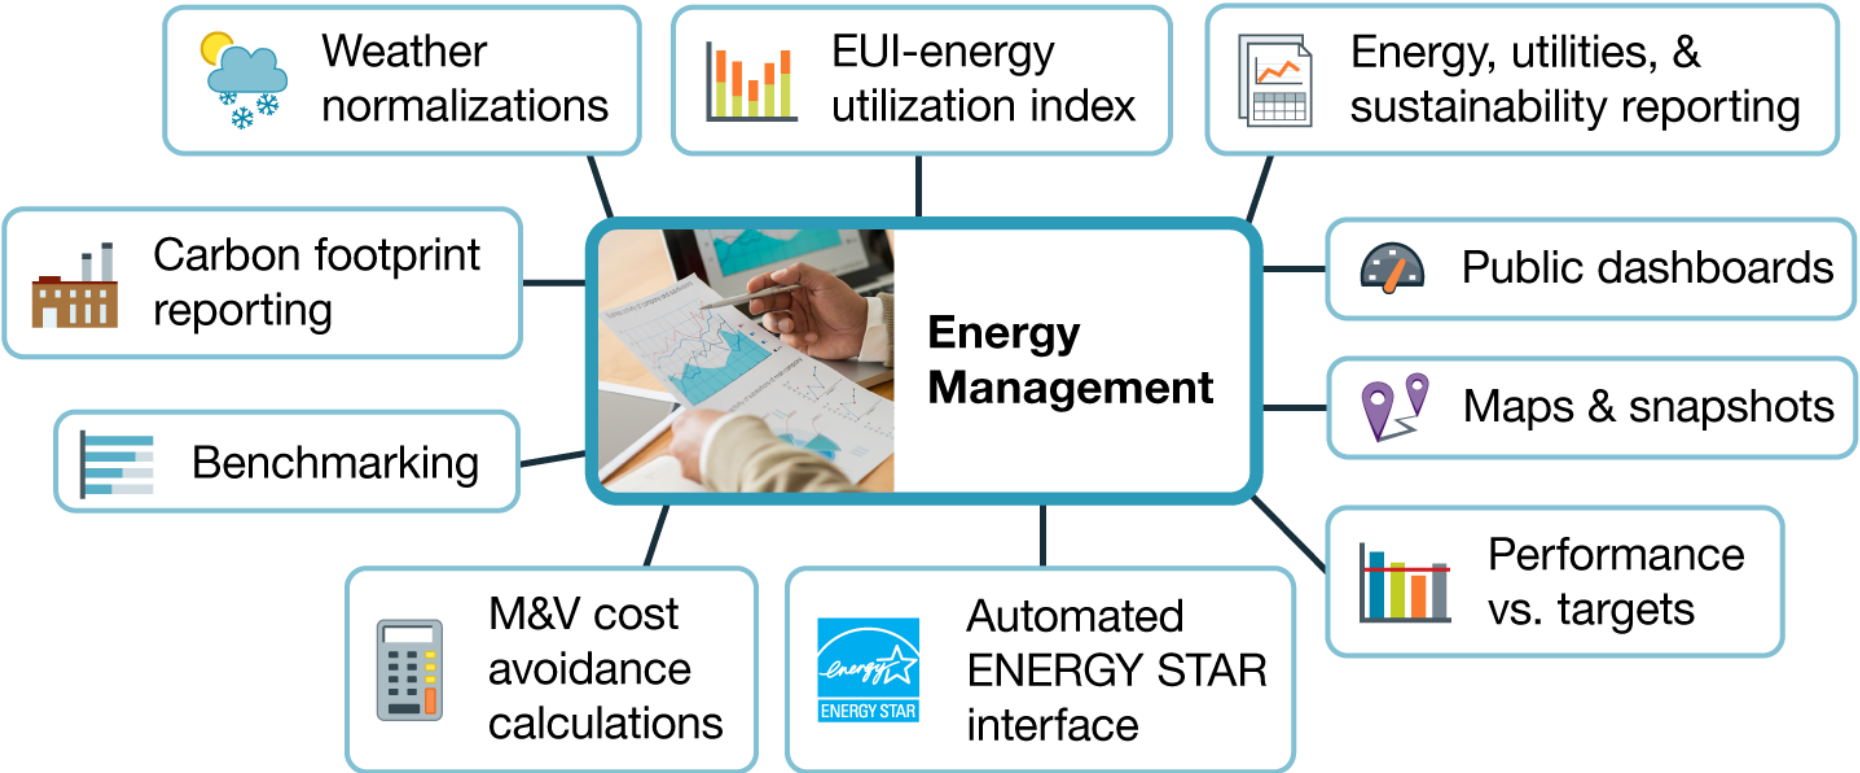 Weather
normalizations
EUI-energy
utilization index
Energy, utilities, &
sustainability reporting
Carbon footprint
reporting
Energy
Management
Public dashboards
Maps & snapshots
Benchmarking
Performance
vs. targets
M&V cost
avoidance
calculations
energy
ENERGY STAR
Automated
ENERGY STAR
interface